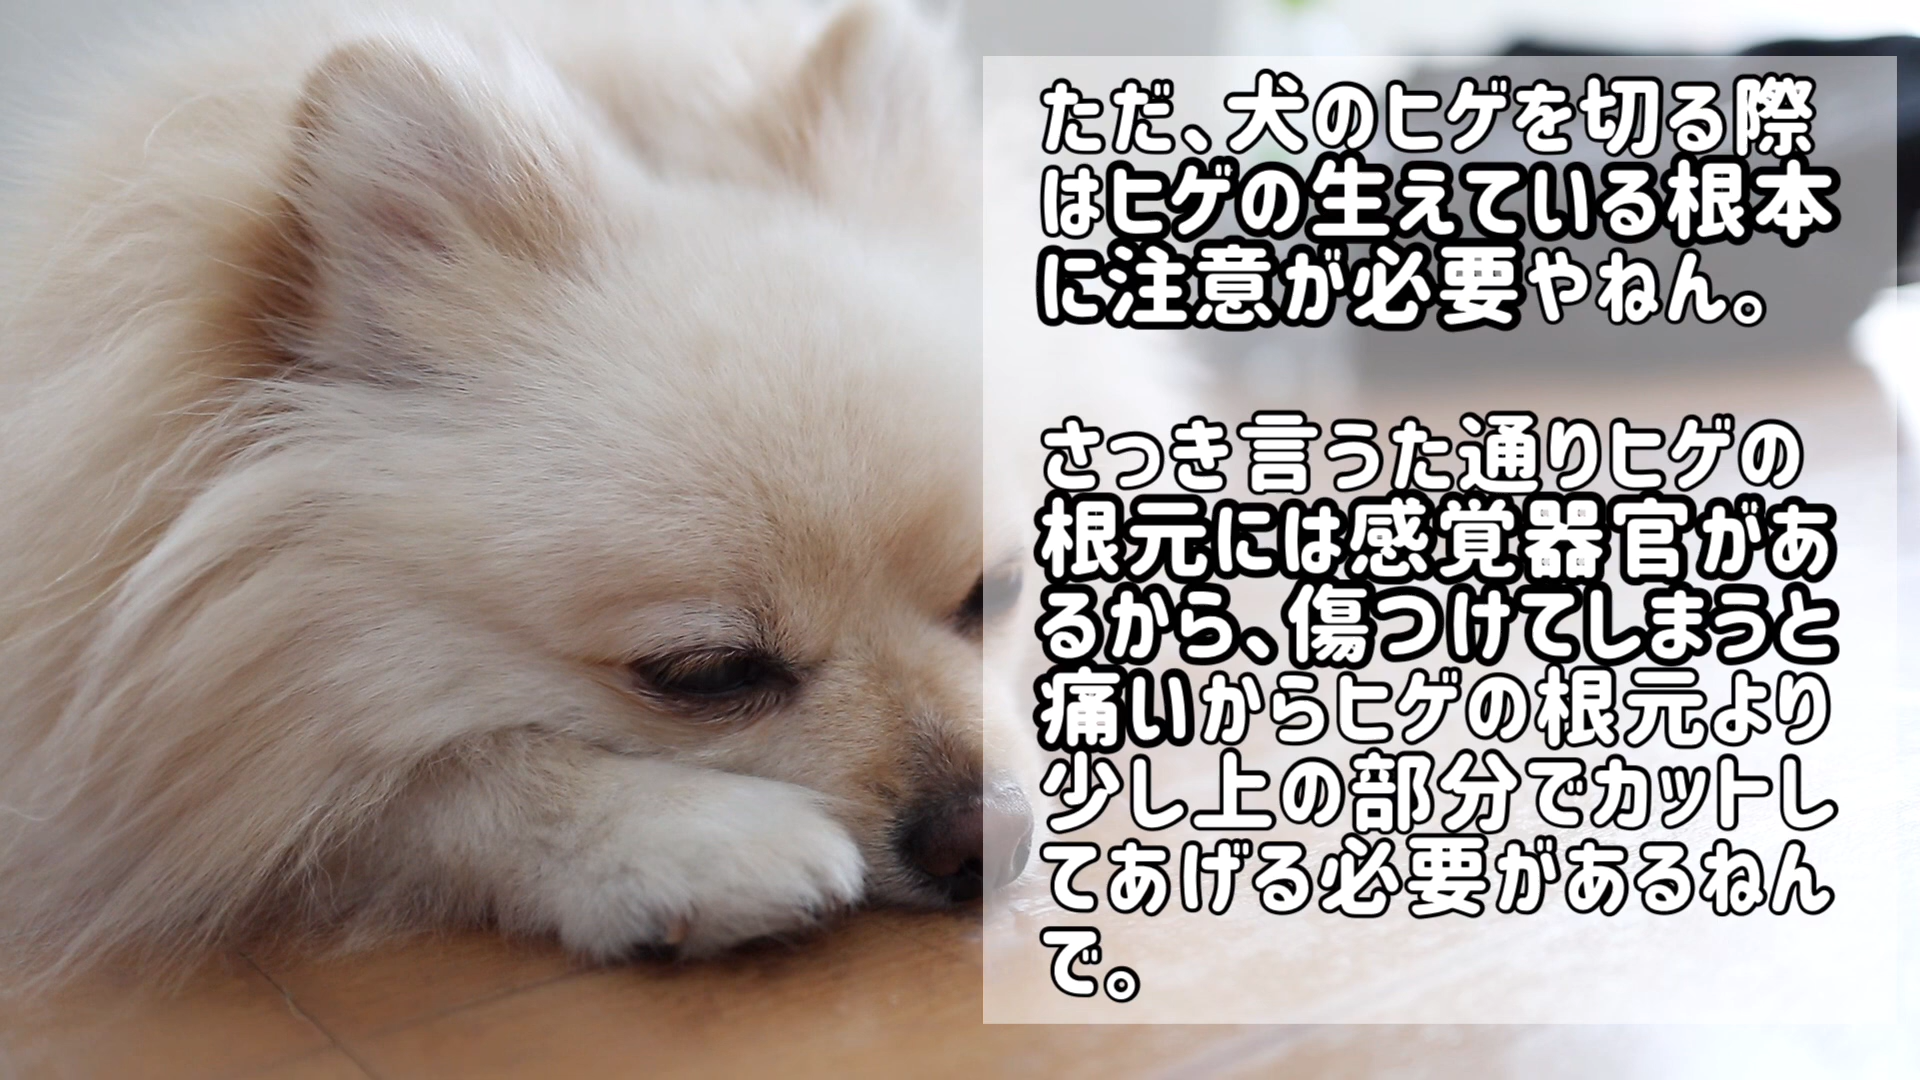 ただ、犬のヒゲを切る際
はヒゲの生えている根本
に注意が必要やねん。
さっき言うた通りヒゲの
根元には感覚器官があ
るから、傷つけてしまうと
痛いからヒゲの根元より
少し上の部分でカットし
てあげる必要があるねん
で。